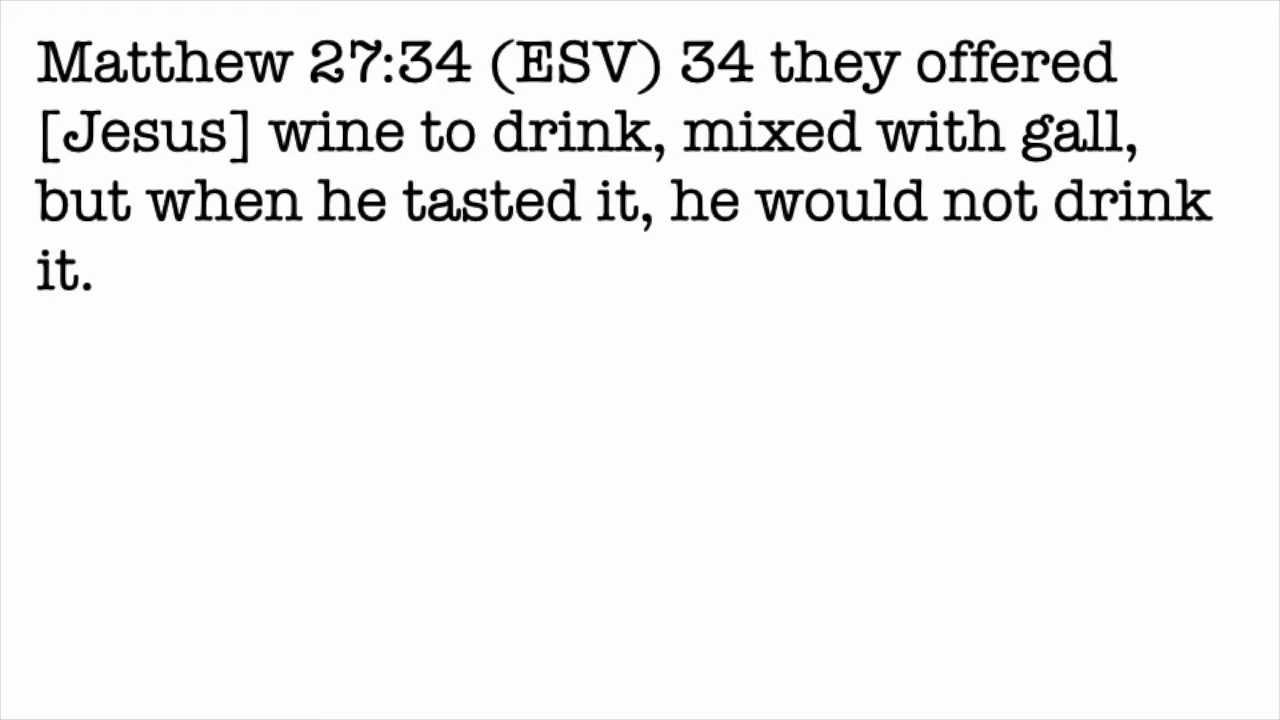 Matthew 27:34 (ESV) 34 they offered
[Jesus] wine to drink, mixed with gall,
but when he tasted it, he would not drink
it.